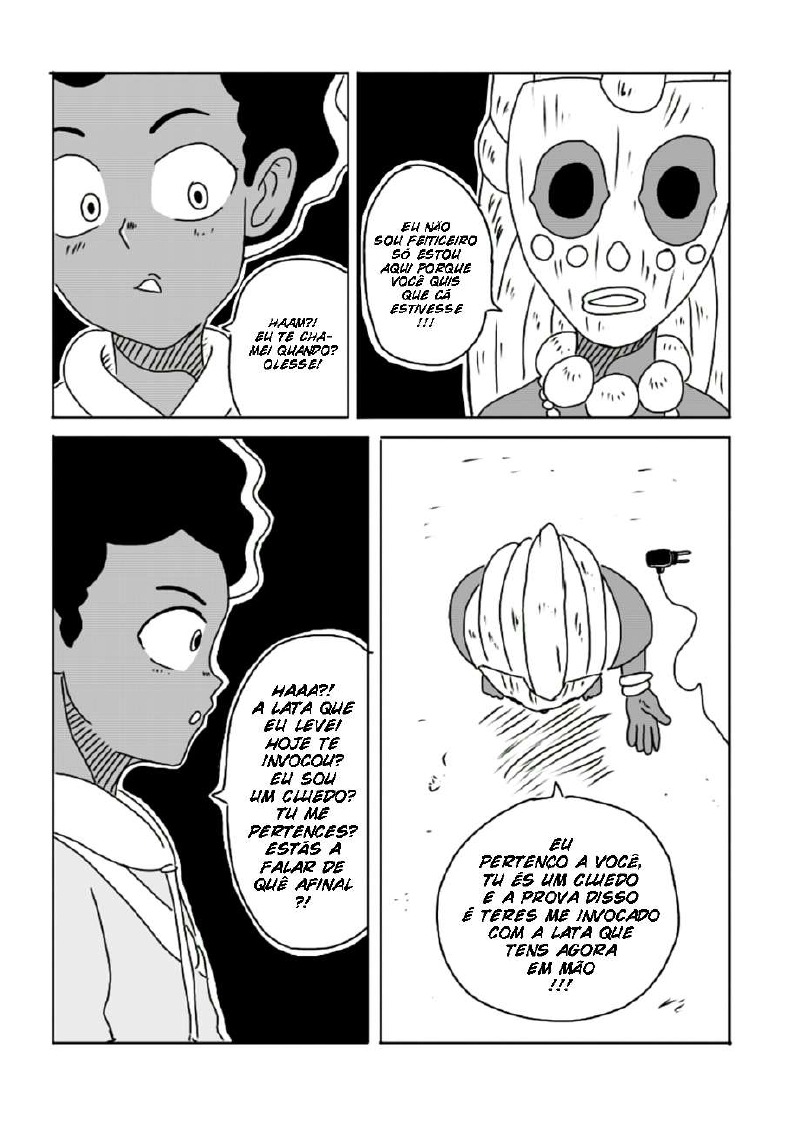 EU NÃO
SOU FEITICEIRO
SÓ ESTOU
AQUI PORQUE
VOCÊ QUIS
QUE CÁ
ESTIVESSE
!!!
HAAM?!
EU TE CHA-
MEI QUANDO?
OLESSE!
EU
PERTENCO A VOCÊ,
TU ÉS UM CLUEDO
E A PROVA DISSO
É TERES ME INVOCADO
COM A LATA QUE
TENS AGORA
EM MÃO
!!!
HAAA?!
A LATA QUE
EU LEVEI
HOJE TE
INVOCOU?
EU SOU
UM CLUEDO?
TU ME
PERTENCES?
ESTÁS A
FALAR DE
QUÊ AFINAL
?!